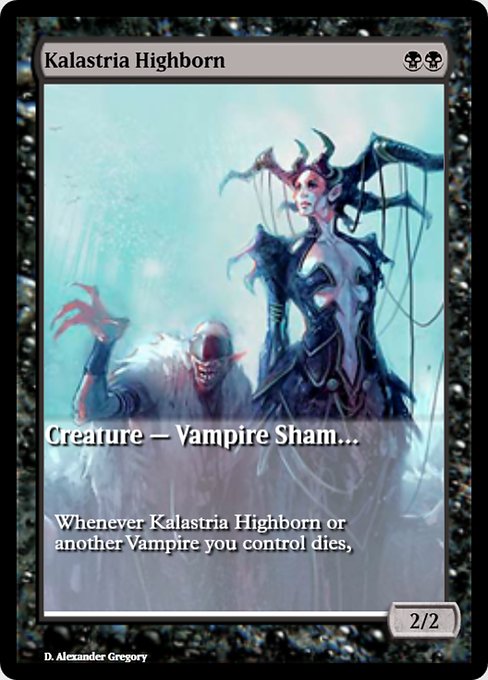 Kalastria Highborn
Creature — Vampire Sham...
Whenever Kalastria Highborn or
another Vampire you control dies,
2/2
D. Alexander Gregory